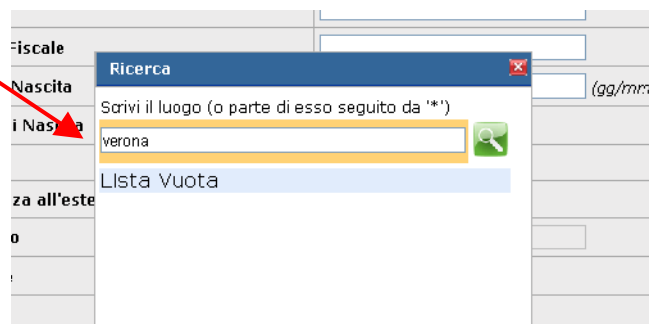 Fiscale
Ricerca
Nascita
(gg/mm
Scrivi il luogo (o parte di esso seguito da '*')
i Nascita
verona
LIsta Vuota
za all'este
o